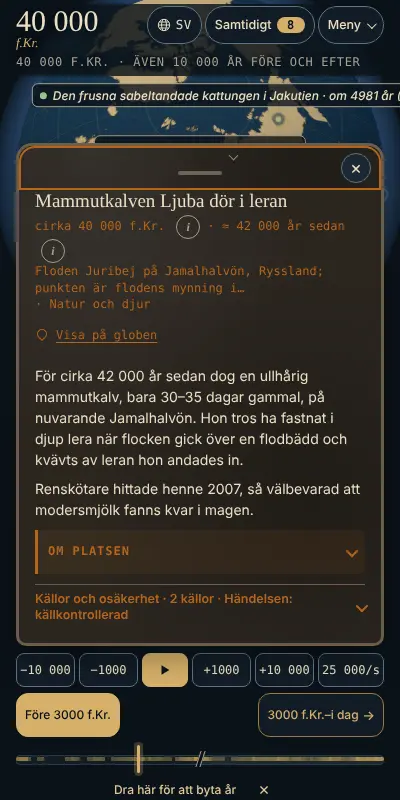 40 000
f.Kr.
SV
Samtidigt 8
Meny
40 000 F.KR. · ÄVEN 10 000 ÅR FÖRE OCH EFTER
Den frusna sabeltandade kattungen i Jakutien · om 4981 år (
Mammutkalven Ljuba dör i leran
cirka 40 000 f.Kr. i · ≈ 42 000 år sedan
i
Floden Juribej på Jamalhalvön, Ryssland;
punkten är flodens mynning i…
· Natur och djur
Visa på globen
För cirka 42 000 år sedan dog en ullhårig
mammutkalv, bara 30–35 dagar gammal, på
nuvarande Jamalhalvön. Hon tros ha fastnat i
djup lera när flocken gick över en flodbädd och
kvävts av leran hon andades in.
Renskötare hittade henne 2007, så välbevarad att
modersmjölk fanns kvar i magen.
OM PLATSEN
Källor och osäkerhet · 2 källor · Händelsen:
källkontrollerad
−10 000
−1000
+1000
+10 000
25 000/s
Före 3000 f.Kr.
3000 f.Kr.–i dag →
Dra här för att byta år ✕